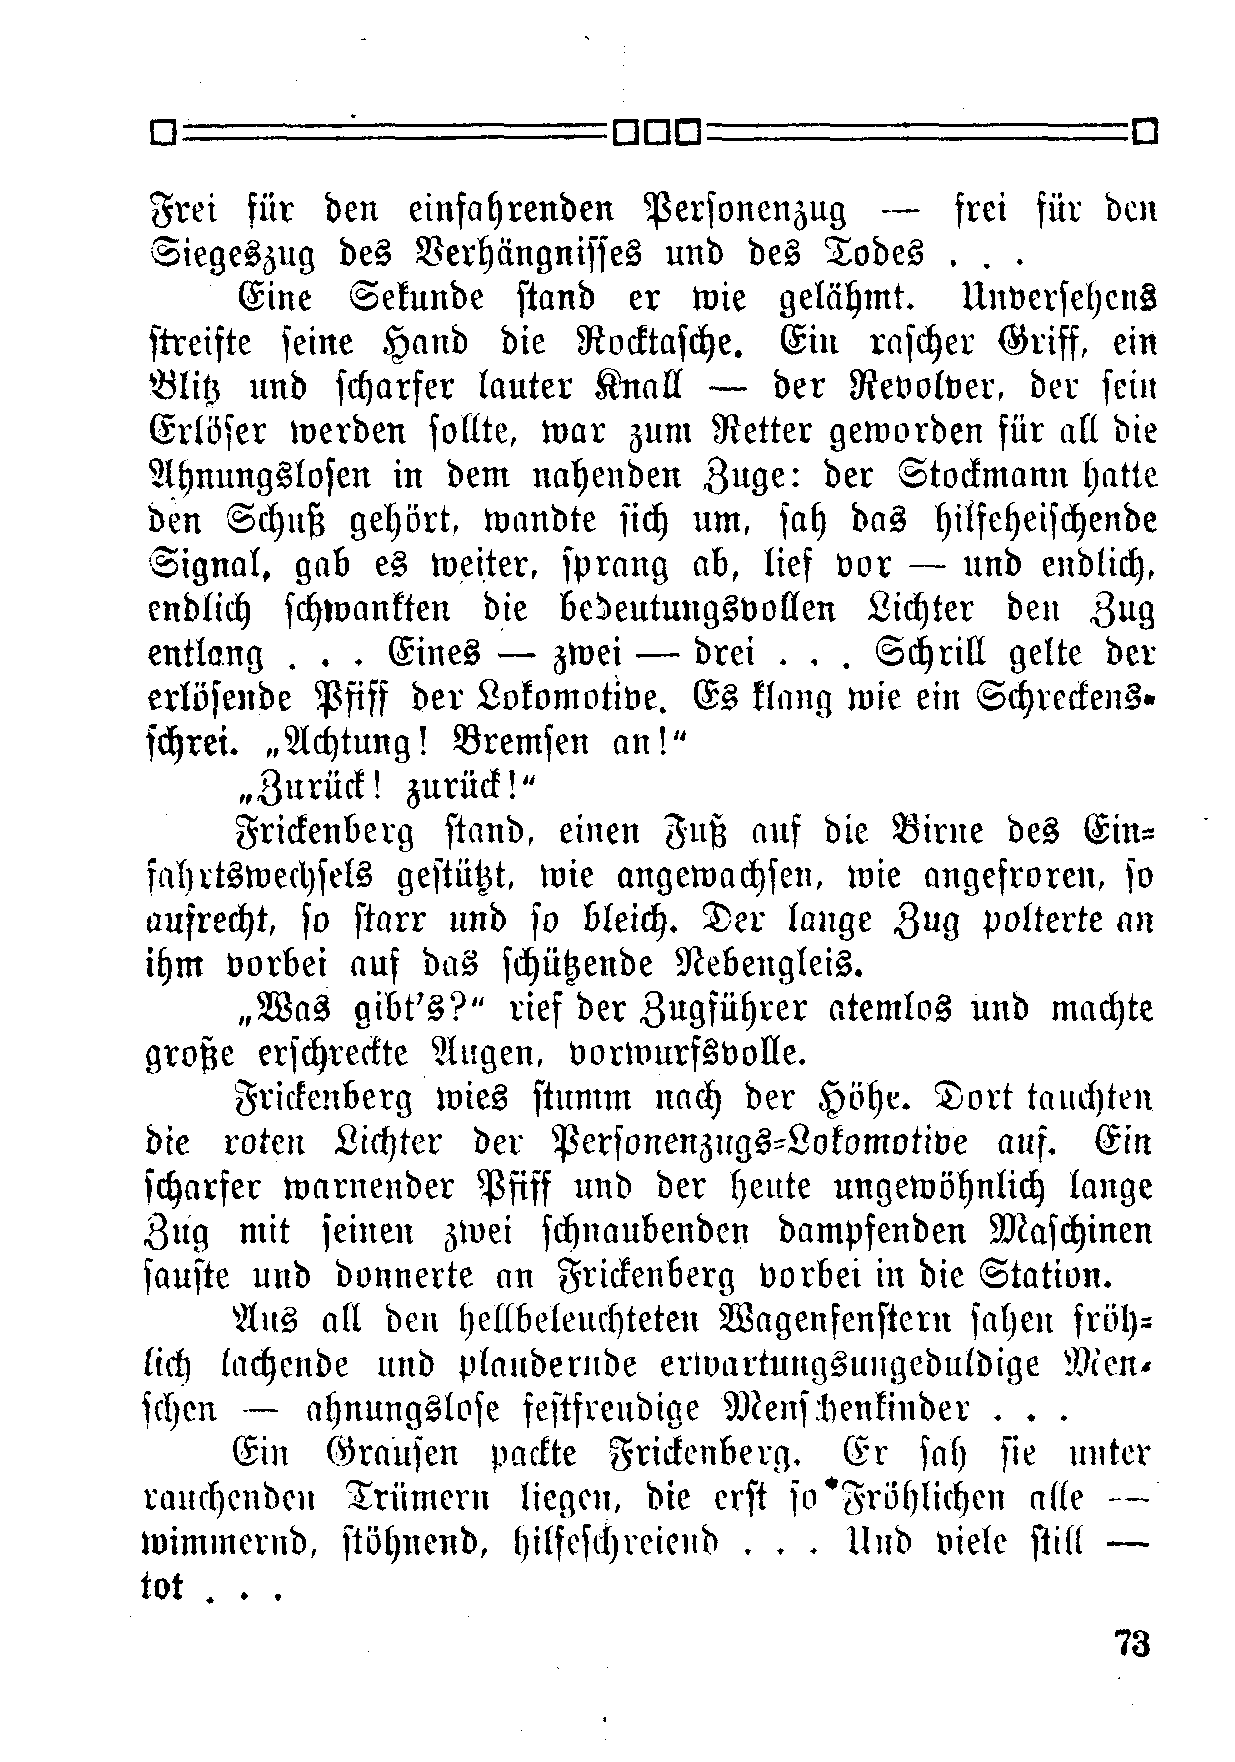 Frei für den einfahrenden Personenzug — frei für den
Siegeszug des Verhängnisses und des Todes . . .
Eine Sekunde stand er wie gelähmt. Unversehens
streifte seine Hand die Rocktasche. Ein rascher Griff, ein
Blitz und scharfer lauter Knall — der Revolver, der sein
Erlöser werden sollte, war zum Retter geworden für all die
Ahnungslosen in dem nahenden Zuge: der Stockmann hatte
den Schuß gehört, wandte sich um, sah das hilfeheischende
Signal, gab es weiter, sprang ab, lief vor — und endlich,
endlich schwankten die bedeutungsvollen Lichter den Zug
entlang . . . Eines — zwei — drei . . . Schrill gelte der
erlösende Pfiff der Lokomotive. Es klang wie ein Schreckens-
schrei. „Achtung! Bremsen an!“
„Zurück! zurück!“
Frickenberg stand, einen Fuß auf die Birne des Ein-
fahrtswechsels gestützt, wie angewachsen, wie angefroren, so
aufrecht, so starr und so bleich. Der lange Zug polterte an
ihm vorbei auf das schützende Nebengleis.
„Was gibt's?“ rief der Zugführer atemlos und machte
große erschreckte Augen, vorwurfsvolle.
Frickenberg wies stumm nach der Höhe. Dort tauchten
die roten Lichter der Personenzugs-Lokomotive auf. Ein
scharfer warnender Pfiff und der heute ungewöhnlich lange
Zug mit seinen zwei schnaubenden dampfenden Maschinen
sauste und donnerte an Frickenberg vorbei in die Station.
Aus all den hellbeleuchteten Wagenfenstern sahen fröh-
lich lachende und plaudernde erwartungsungeduldige Men-
schen — ahnungslose festfreudige Menschenkinder . . .
Ein Grausen packte Frickenberg. Er sah sie unter
rauchenden Trümern liegen, die erst so Fröhlichen alle —
wimmernd, stöhnend, hilfeschreiend . . . Und viele still —
tot . . .
73